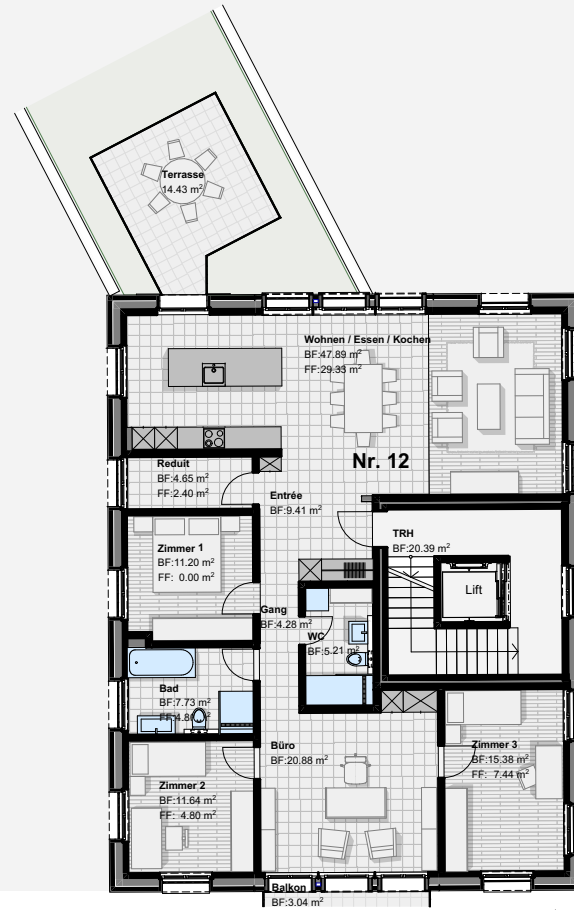 Terrasse
14.43 m²
Wohnen / Essen / Kochen
BF:47.89 m²
FF:29.33 m²
Nr. 12
Reduit
BF:4.65 m²
FF:2.40 m²
Entrée
BF:9.41 m²
TRH
BF:20.39 m²
Zimmer 1
BF:11.20 m²
FF: 0.00 m²
Lift
Gang
BF:4.28 m²
WC
BF:5.21 m²
Bad
BF:7.73 m²
FF:4.80 m²
Büro
BF:20.88 m²
Zimmer 3
BF:15.38 m²
FF: 7.44 m²
Zimmer 2
BF:11.64 m²
FF: 4.80 m²
Balkon
BF:3.04 m²